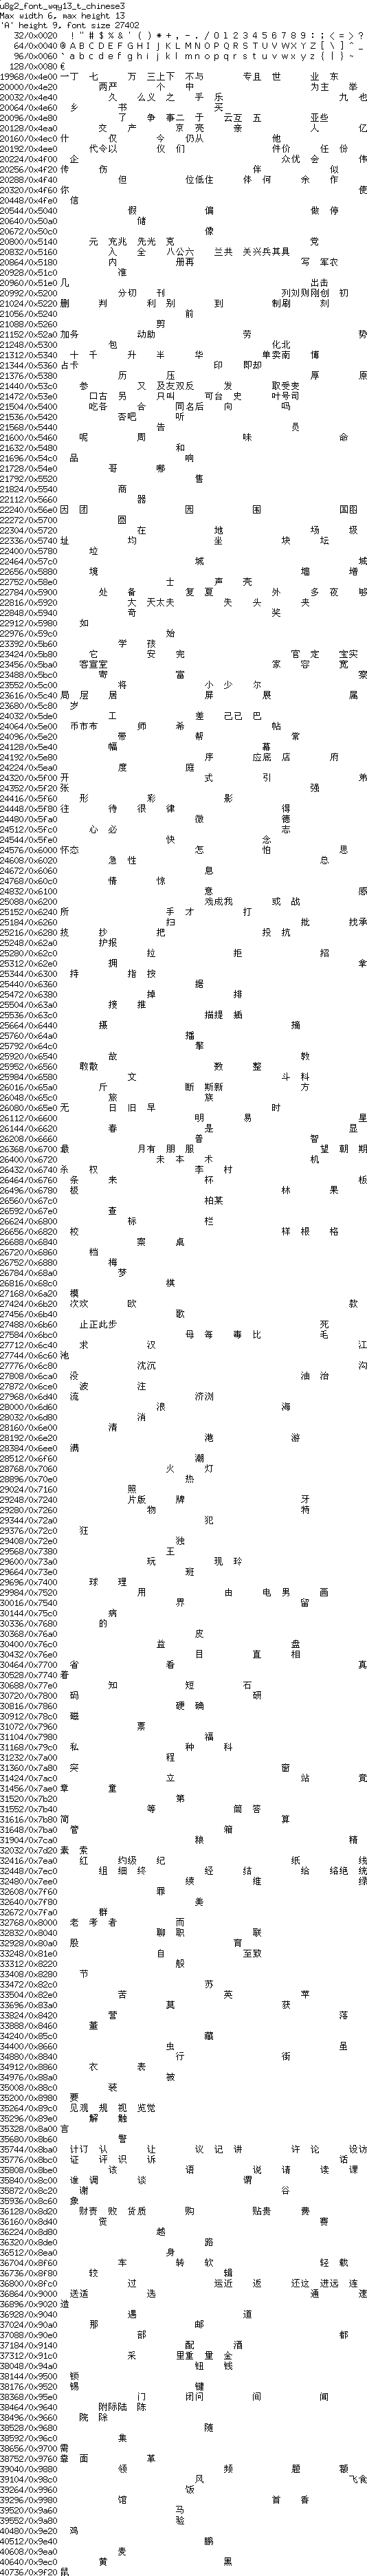 u8g2_font_wqy13_t_chinese3
Max width 6, max height 13
'A' height 9, font size 27402
32/0x0020 ! " # $ % & ' ( ) * + , - . / 0 1 2 3 4 5 6 7 8 9 : ; < = > ?
64/0x0040 @ A B C D E F G H I J K L M N O P Q R S T U V W X Y Z [ \ ] ^ _
96/0x0060 ` a b c d e f g h i j k l m n o p q r s t u v w x y z { | } ~
128/0x0080 €
19968/0x4e00 一丁 七 万 三上下 不与 专且 世 业 东
20000/0x4e20 两严 个 中 为主 举
20032/0x4e40 久 么义之 手 乐 九 也
20064/0x4e60 乡 书 买
20096/0x4e80 了 争事二于 云互五 亚些
20128/0x4ea0 交 产 京 亮 亲 人 亿
20160/0x4ec0 什 仅 今 仍从 他
20192/0x4ee0 代令以 仪们 件价 任 份
20224/0x4f00 企 众优会 伟
20256/0x4f20 传 伤 伴 似
20288/0x4f40 但 位低住 体 何 余 作
20320/0x4f60 你 使
20448/0x4fe0 信
20544/0x5040 假 偏 做 停
20640/0x50a0 储
20672/0x50c0 像
20800/0x5140 元 充兆 先光 克 党
20832/0x5160 入 全 八公六 兰共 关兴兵其具
20864/0x5180 内 册再 写 军农
20928/0x51c0 准
20960/0x51e0 几 出击
20992/0x5200 分切 刊 列刘则刚创 初
21024/0x5220 删 判 利 别 到 制刷 刻
21056/0x5240 前
21088/0x5260 剪
21152/0x52a0 加务 动助 劳 势
21248/0x5300 包 化北
21312/0x5340 十 千 升 半 华 单卖南 博
21344/0x5360 占卡 印 即却
21376/0x5380 历 压 厚 原
21440/0x53c0 参 又 及友双反 发 取受变
21472/0x53e0 口古 另 只叫 可台 史 叶号司
21504/0x5400 吃各 合 同名后 向 吗
21536/0x5420 否吧 听
21568/0x5440 告 员
21600/0x5460 呢 周 味 命
21632/0x5480 和
21696/0x54c0 品 响
21728/0x54e0 哥 哪
21792/0x5520 售
21824/0x5540 商
22112/0x5660 器
22240/0x56e0 因 团 园 围 国图
22272/0x5700 圆
22304/0x5720 在 地 场 圾
22336/0x5740 址 均 坐 块 坛
22400/0x5780 垃
22464/0x57c0 城 域
22656/0x5880 境 墙 增
22752/0x58e0 士 声 壳
22784/0x5900 处 备 复 夏 外 多 夜 够
22816/0x5920 大 天太夫 失 头 夹
22848/0x5940 奇 奖
22912/0x5980 如
22976/0x59c0 始
23392/0x5b60 学 孩
23424/0x5b80 它 安 完 官 定 宝实
23456/0x5ba0 客宣室 家 容 宽
23488/0x5bc0 寄 富 察
23552/0x5c00 将 小 少 尔
23616/0x5c40 局 层 居 屏 展 属
23680/0x5c80 岁
24032/0x5de0 工 差 己已 巴
24064/0x5e00 币市布 师 希 帖
24096/0x5e20 带 帮 常
24128/0x5e40 幅 幕
24192/0x5e80 序 应底 店 府
24224/0x5ea0 度 庭
24320/0x5f00 开 式 引 弟
24352/0x5f20 张 强
24416/0x5f60 形 彩 影
24448/0x5f80 往 待 很 律 得
24480/0x5fa0 微 德
24512/0x5fc0 心 必 志
24544/0x5fe0 快 念
24576/0x6000 怀态 怎 怕 思
24608/0x6020 急 性 总
24672/0x6060 息
24768/0x60c0 情 惊
24832/0x6100 意 感
25088/0x6200 戏成我 或 战
25152/0x6240 所 手 才 打
25184/0x6260 扫 批 找承
25216/0x6280 技 抄 把 投 抗
25248/0x62a0 护报
25280/0x62c0 拉 拒 招
25312/0x62e0 拥 拿
25344/0x6300 持 指 按
25440/0x6360 据
25472/0x6380 掉 排
25504/0x63a0 接 推
25536/0x63c0 描提 插
25664/0x6440 摄 摘
25760/0x64a0 播
25792/0x64c0 擎
25920/0x6540 故 教
25952/0x6560 敢散 数 整
25984/0x6580 文 斗 料
26016/0x65a0 斤 断 斯新 方
26048/0x65c0 旅 族
26080/0x65e0 无 日 旧 早 时
26112/0x6600 明 易 星
26144/0x6620 春 是 显
26208/0x6660 普 智
26368/0x6700 最 月有 朋 服 望 朝 期
26400/0x6720 未 本 术 机
26432/0x6740 杀 权 李 村
26464/0x6760 条 来 杯 板
26496/0x6780 极 林 果
26560/0x67c0 柏某
26592/0x67e0 查
26624/0x6800 标 栏
26656/0x6820 校 样 根 格
26688/0x6840 案 桌
26720/0x6860 档
26752/0x6880 梅
26784/0x68a0 梦
26816/0x68c0 棋
27168/0x6a20 模
27424/0x6b20 次欢 欧 款
27456/0x6b40 歌
27488/0x6b60 止正此步 死
27584/0x6bc0 母 每 毒 比 毛
27712/0x6c40 求 汉 江
27744/0x6c60 池
27776/0x6c80 沈沉 沟
27808/0x6ca0 没 油 治
27872/0x6ce0 波 注
27968/0x6d40 流 济浏
28000/0x6d60 浪 海
28032/0x6d80 消
28160/0x6e00 清
28192/0x6e20 港 游
28384/0x6ee0 满
28512/0x6f60 潮
28768/0x7060 火 灯
28896/0x70e0 热
29024/0x7160 照
29248/0x7240 片版 牌 牙
29280/0x7260 物 特
29344/0x72a0 犯
29376/0x72c0 狂
29408/0x72e0 独
29568/0x7380 王
29600/0x73a0 玩 现 玲
29664/0x73e0 班
29696/0x7400 球 理
29984/0x7520 用 由 电 男 画
30016/0x7540 界 留
30144/0x75c0 病
30336/0x7680 的
30368/0x76a0 皮
30400/0x76c0 益 盘
30432/0x76e0 目 直 相
30464/0x7700 省 看 真
30528/0x7740 着
30688/0x77e0 知 短 石
30720/0x7800 码 研
30816/0x7860 硬 确
30912/0x78c0 磁
31072/0x7960 票
31104/0x7980 福
31168/0x79c0 私 种 科
31232/0x7a00 程
31360/0x7a80 突 窗
31424/0x7ac0 立 站 竟
31456/0x7ae0 章 童
31520/0x7b20 第
31552/0x7b40 等 简 答
31616/0x7b80 简 算
31648/0x7ba0 管 箱
31904/0x7ca0 粮 精
32032/0x7d20 素 索
32416/0x7ea0 红 约级 纪 纸 线
32448/0x7ec0 组 细 终 经 结 给 络绝 统
32480/0x7ee0 续 维 绿
32608/0x7f60 罪
32640/0x7f80 美
32672/0x7fa0 群
32768/0x8000 老 考 者 而
32832/0x8040 聊 职 联
32928/0x80a0 股 育
33248/0x81e0 自 至致
33312/0x8220 般
33408/0x8280 节
33472/0x82c0 苏
33504/0x82e0 苦 英 苹
33696/0x83a0 莫 获
33824/0x8420 营 落
33888/0x8460 董
34240/0x85c0 藏
34400/0x8660 虫 虽
34880/0x8840 行 街
34912/0x8860 衣 表
34976/0x88a0 被
35008/0x88c0 装
35200/0x8980 要
35264/0x89c0 见观 规 视 览觉
35296/0x89e0 解 触
35328/0x8a00 言
35680/0x8b60 警
35744/0x8ba0 计订 认 让 议 记 讲 许 论 设访
35776/0x8bc0 证 评 识 诉 话
35808/0x8be0 该 语 说 请 读 课
35840/0x8c00 谁 调 谈 谓
35872/0x8c20 谢 谷
35936/0x8c60 象
36128/0x8d20 财责 败 货质 购 贴贵 费
36160/0x8d40 资 赛
36224/0x8d80 越
36320/0x8de0 路
36512/0x8ea0 身
36704/0x8f60 车 转 软 轻 载
36736/0x8f80 较 辑
36800/0x8fc0 过 运近 返 还这 进远 连
36864/0x9000 送适 选 通 速
36896/0x9020 造
36928/0x9040 遇 道
37024/0x90a0 那 邮
37088/0x90e0 部 都
37184/0x9140 配 酒
37312/0x91c0 采 里重 量 金
38048/0x94a0 钮 钱
38144/0x9500 锁
38176/0x9520 锡 键
38368/0x95e0 门 闭问 间 闻
38464/0x9640 附际陆 陈
38496/0x9660 院 除
38528/0x9680 随
38592/0x96c0 集
38656/0x9700 需
38752/0x9760 靠 面 革
39040/0x9880 领 频 题 额
39104/0x98c0 风 飞食
39264/0x9960 饭
39296/0x9980 馆 首 香
39520/0x9a60 马
39552/0x9a80 验
40480/0x9e20 鸡
40512/0x9e40 鹏
40608/0x9ea0 麦
40640/0x9ec0 黄 黑
40736/0x9f20 鼠